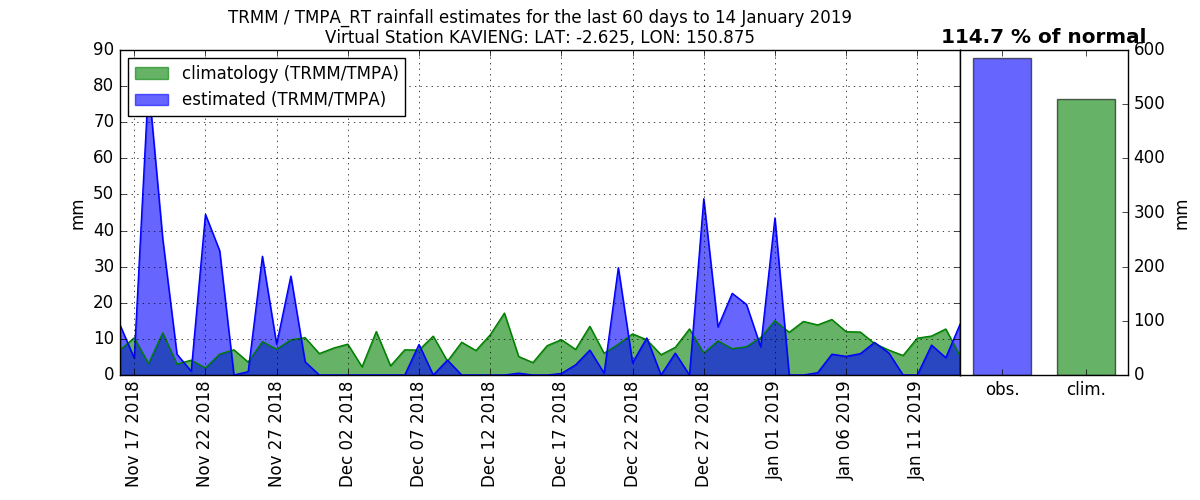 TRMM / TMPA_RT rainfall estimates for the last 60 days to 14 January 2019
Virtual Station KAVIENG: LAT: -2.625, LON: 150.875
114.7 % of normal
climatology (TRMM/TMPA)
estimated (TRMM/TMPA)
mm
90
80
70
60
50
40
30
20
10
0
Nov 17 2018
Nov 22 2018
Nov 27 2018
Dec 02 2018
Dec 07 2018
Dec 12 2018
Dec 17 2018
Dec 22 2018
Dec 27 2018
Jan 01 2019
Jan 06 2019
Jan 11 2019
obs.
clim.
600
500
400
300
200
100
0
mm